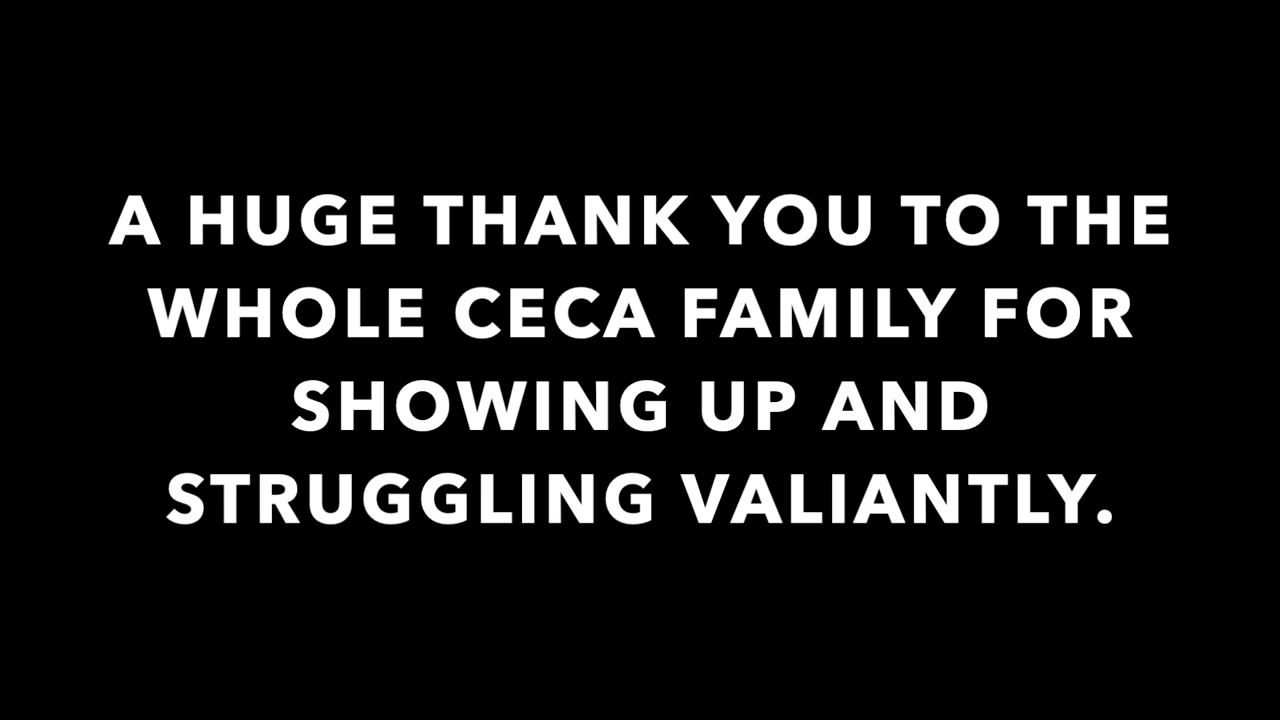 A HUGE THANK YOU TO THE
WHOLE CECA FAMILY FOR
SHOWING UP AND
STRUGGLING VALIANTLY.